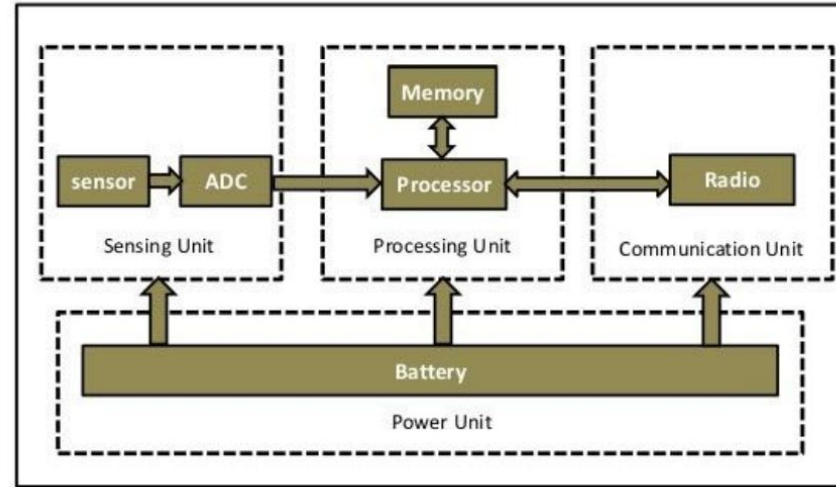 Memory
sensor
ADC
Processor
Radio
Sensing Unit
Processing Unit
Communication Unit
Battery
Power Unit